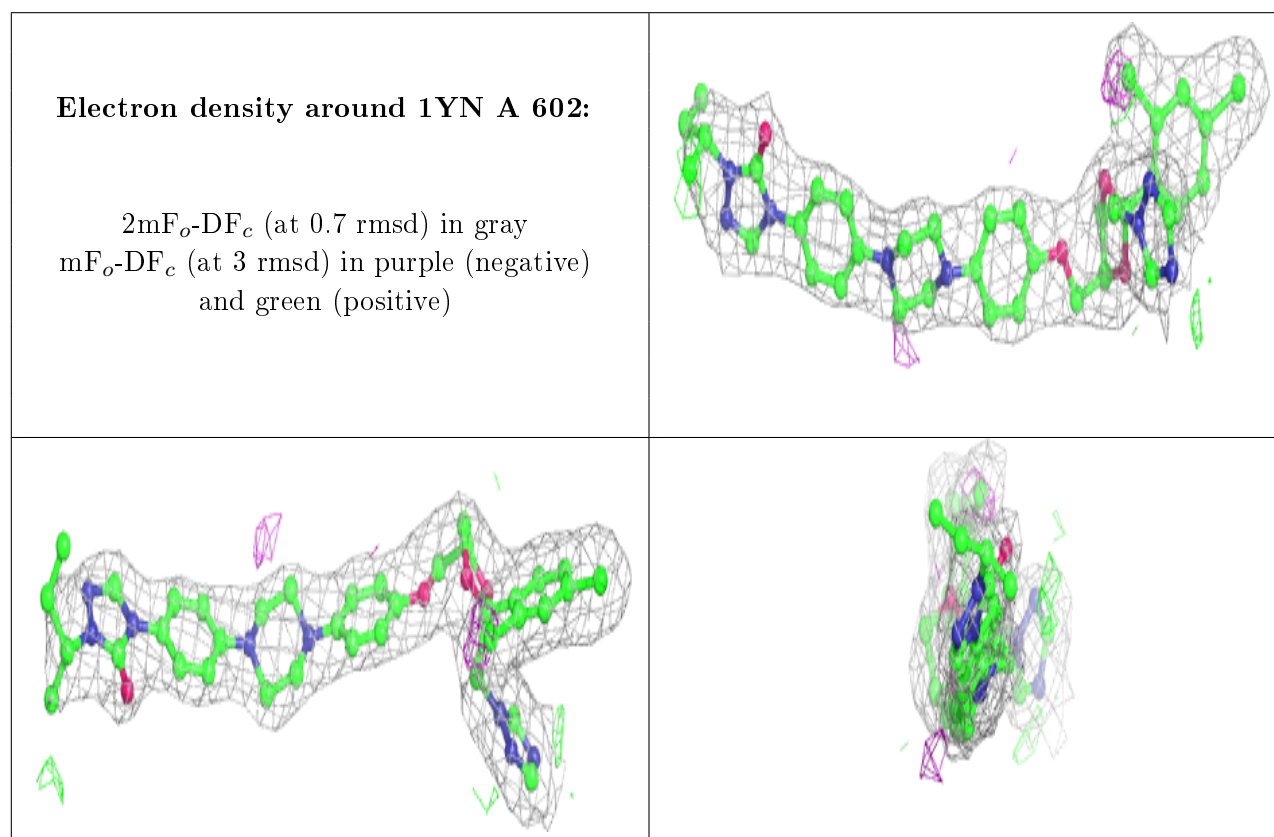 Electron density around 1YN A 602:
2mFₒ-DF𝒸 (at 0.7 rmsd) in gray
mFₒ-DF𝒸 (at 3 rmsd) in purple (negative)
and green (positive)